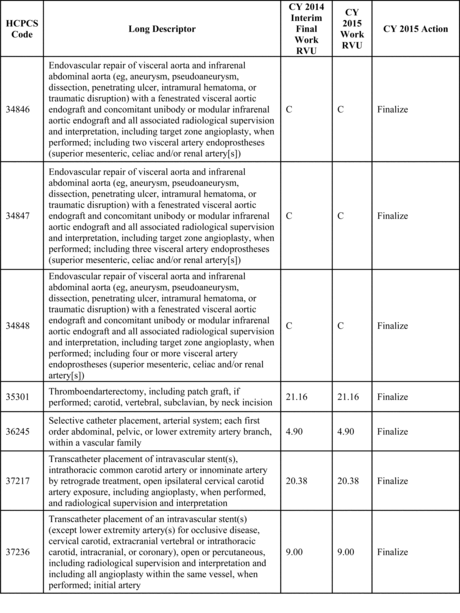 HCPCS Code
Long Descriptor
CY 2014 Interim Final Work RVU
CY 2015 Work RVU
CY 2015 Action
34846
Endovascular repair of visceral aorta and infrarenal
abdominal aorta (eg, aneurysm, pseudoaneurysm,
dissection, penetrating ulcer, intramural hematoma, or
traumatic disruption) with a fenestrated visceral aortic
endograft and concomitant unibody or modular infrarenal
aortic endograft and all associated radiological supervision
and interpretation, including target zone angioplasty, when
performed; including two visceral artery endoprostheses
(superior mesenteric, celiac and/or renal artery[s])
C
C
Finalize
34847
Endovascular repair of visceral aorta and infrarenal
abdominal aorta (eg, aneurysm, pseudoaneurysm,
dissection, penetrating ulcer, intramural hematoma, or
traumatic disruption) with a fenestrated visceral aortic
endograft and concomitant unibody or modular infrarenal
aortic endograft and all associated radiological supervision
and interpretation, including target zone angioplasty, when
performed; including three visceral artery endoprostheses
(superior mesenteric, celiac and/or renal artery[s])
C
C
Finalize
34848
Endovascular repair of visceral aorta and infrarenal
abdominal aorta (eg, aneurysm, pseudoaneurysm,
dissection, penetrating ulcer, intramural hematoma, or
traumatic disruption) with a fenestrated visceral aortic
endograft and concomitant unibody or modular infrarenal
aortic endograft and all associated radiological supervision
and interpretation, including target zone angioplasty, when
performed; including four or more visceral artery
endoprostheses (superior mesenteric, celiac and/or renal
artery[s])
C
C
Finalize
35301
Thromboendarterectomy, including patch graft, if
performed; carotid, vertebral, subclavian, by neck incision
21.16
21.16
Finalize
36245
Selective catheter placement, arterial system; each first
order abdominal, pelvic, or lower extremity artery branch,
within a vascular family
4.90
4.90
Finalize
37217
Transcatheter placement of intravascular stent(s),
intrathoracic common carotid artery or innominate artery
by retrograde treatment, open ipsilateral cervical carotid
artery exposure, including angioplasty, when performed,
and radiological supervision and interpretation
20.38
20.38
Finalize
37236
Transcatheter placement of an intravascular stent(s)
(except lower extremity artery(s) for occlusive disease,
cervical carotid, extracranial vertebral or intrathoracic
carotid, intracranial, or coronary), open or percutaneous,
including radiological supervision and interpretation and
including all angioplasty within the same vessel, when
performed; initial artery
9.00
9.00
Finalize